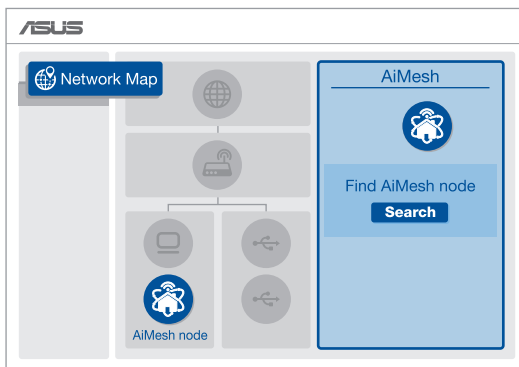 ASUS
Network Map
AiMesh
Find AiMesh node
Search
AiMesh node